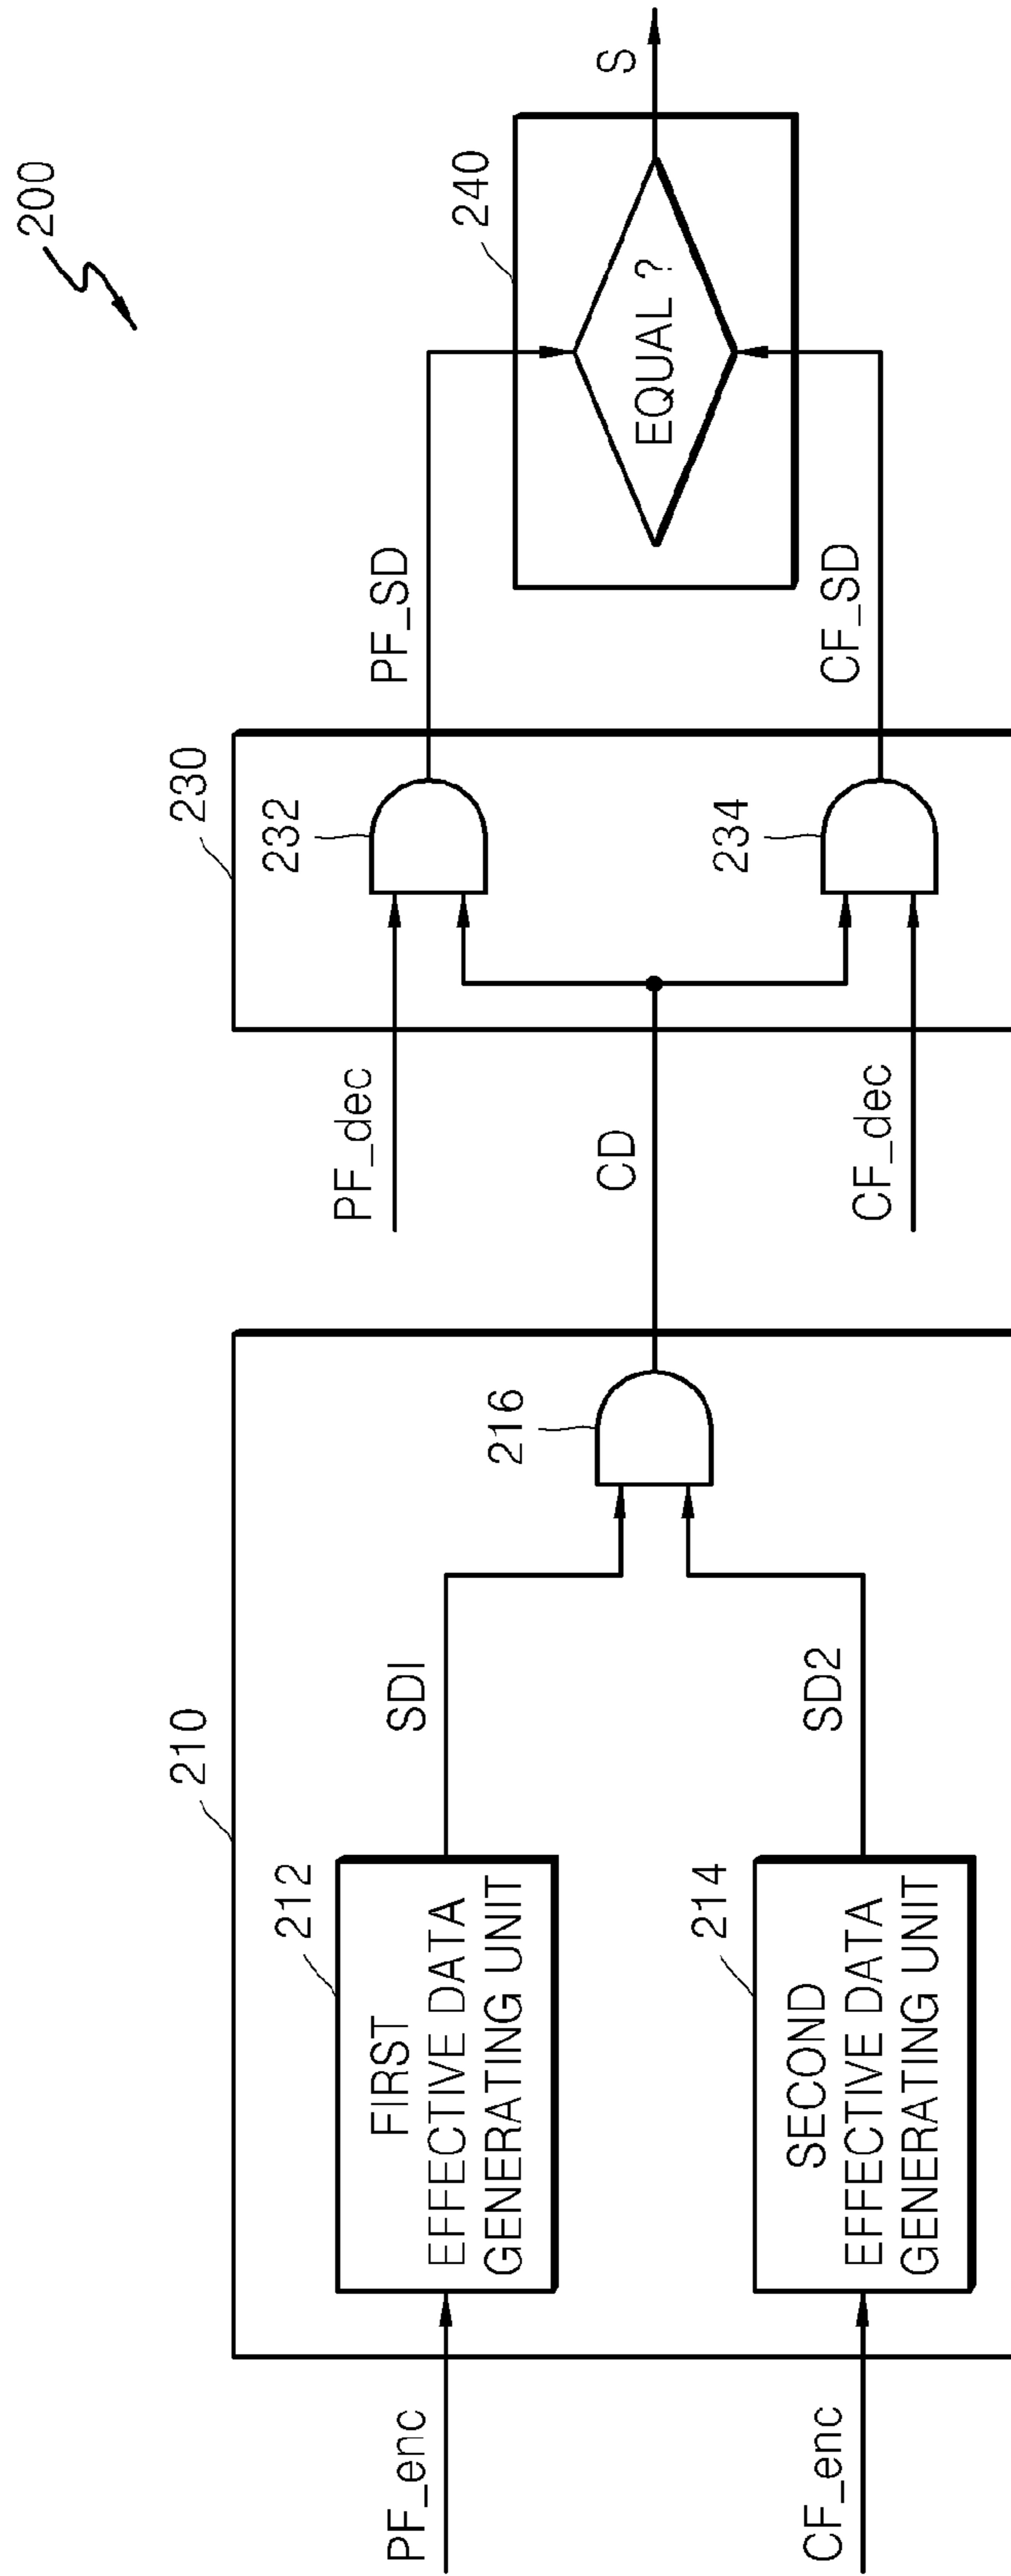 200
210
PF_enc
212
FIRST
EFFECTIVE DATA
GENERATING UNIT
SD1
CF_enc
214
SECOND
EFFECTIVE DATA
GENERATING UNIT
SD2
216
CD
230
PF_dec
232
PF_SD
CF_dec
234
CF_SD
240
EQUAL ?
S